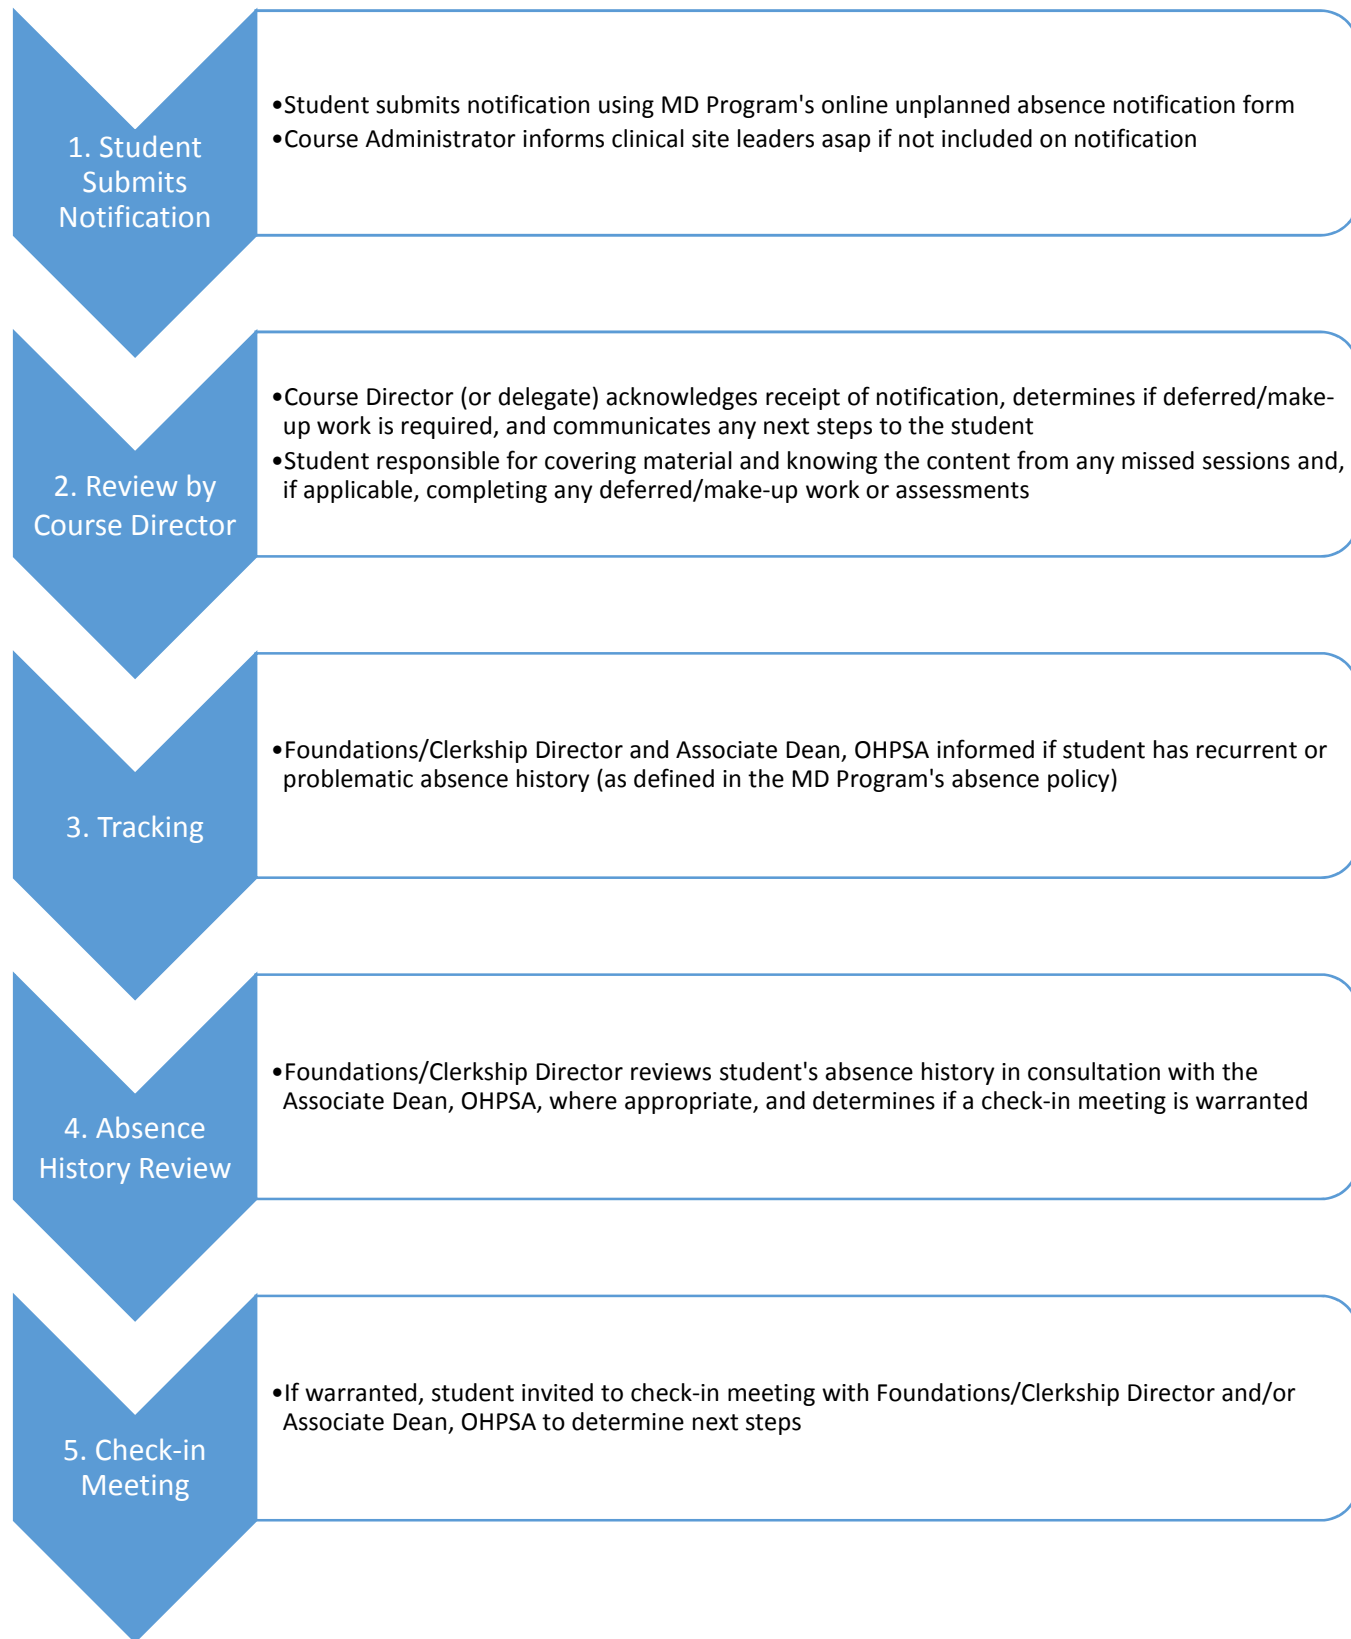 1. Student
Submits
Notification
•Student submits notification using MD Program's online unplanned absence notification form
•Course Administrator informs clinical site leaders asap if not included on notification
2. Review by
Course Director
•Course Director (or delegate) acknowledges receipt of notification, determines if deferred/make-
up work is required, and communicates any next steps to the student
•Student responsible for covering material and knowing the content from any missed sessions and,
if applicable, completing any deferred/make-up work or assessments
3. Tracking
•Foundations/Clerkship Director and Associate Dean, OHPSA informed if student has recurrent or
problematic absence history (as defined in the MD Program's absence policy)
4. Absence
History Review
•Foundations/Clerkship Director reviews student's absence history in consultation with the
Associate Dean, OHPSA, where appropriate, and determines if a check-in meeting is warranted
5. Check-in
Meeting
•If warranted, student invited to check-in meeting with Foundations/Clerkship Director and/or
Associate Dean, OHPSA to determine next steps